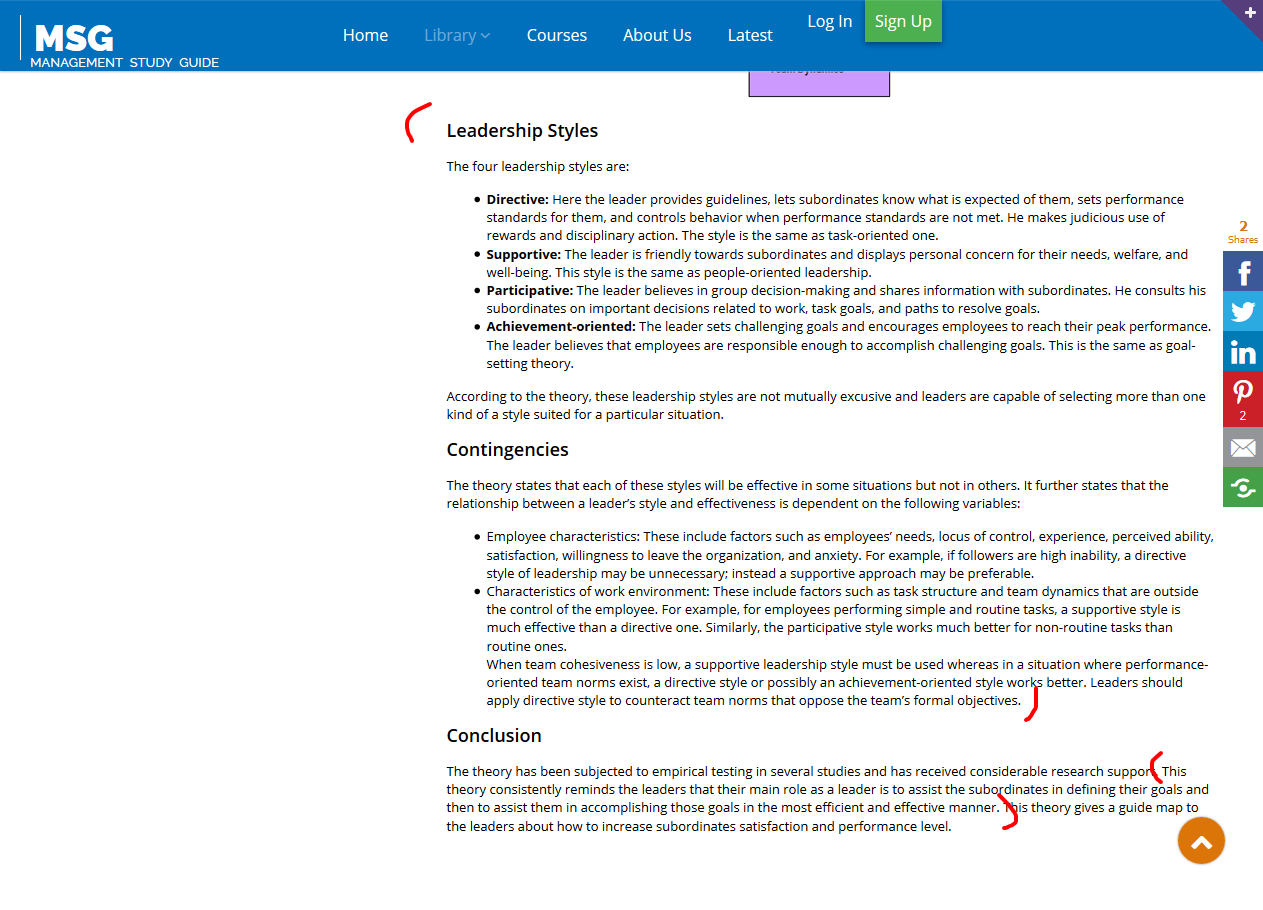 MSG
MANAGEMENT STUDY GUIDE
Home
Library
Courses
About Us
Latest
Log In
Sign Up
+
Leadership Styles
The four leadership styles are:
Directive: Here the leader provides guidelines, lets subordinates know what is expected of them, sets performance
standards for them, and controls behavior when performance standards are not met. He makes judicious use of
rewards and disciplinary action. The style is the same as task-oriented one.
Supportive: The leader is friendly towards subordinates and displays personal concern for their needs, welfare, and
well-being. This style is the same as people-oriented leadership.
Participative: The leader believes in group decision-making and shares information with subordinates. He consults his
subordinates on important decisions related to work, task goals, and paths to resolve goals.
Achievement-oriented: The leader sets challenging goals and encourages employees to reach their peak performance.
The leader believes that employees are responsible enough to accomplish challenging goals. This is the same as goal-
setting theory.
According to the theory, these leadership styles are not mutually excusive and leaders are capable of selecting more than one
kind of a style suited for a particular situation.
Contingencies
The theory states that each of these styles will be effective in some situations but not in others. It further states that the
relationship between a leader’s style and effectiveness is dependent on the following variables:
Employee characteristics: These include factors such as employees’ needs, locus of control, experience, perceived ability,
satisfaction, willingness to leave the organization, and anxiety. For example, if followers are high inability, a directive
style of leadership may be unnecessary; instead a supportive approach may be preferable.
Characteristics of work environment: These include factors such as task structure and team dynamics that are outside
the control of the employee. For example, for employees performing simple and routine tasks, a supportive style is
much effective than a directive one. Similarly, the participative style works much better for non-routine tasks than
routine ones.
When team cohesiveness is low, a supportive leadership style must be used whereas in a situation where performance-
oriented team norms exist, a directive style or possibly an achievement-oriented style works better. Leaders should
apply directive style to counteract team norms that oppose the team’s formal objectives.
Conclusion
The theory has been subjected to empirical testing in several studies and has received considerable research support. This
theory consistently reminds the leaders that their main role as a leader is to assist the subordinates in defining their goals and
then to assist them in accomplishing those goals in the most efficient and effective manner. This theory gives a guide map to
the leaders about how to increase subordinates satisfaction and performance level.
2
Shares
2